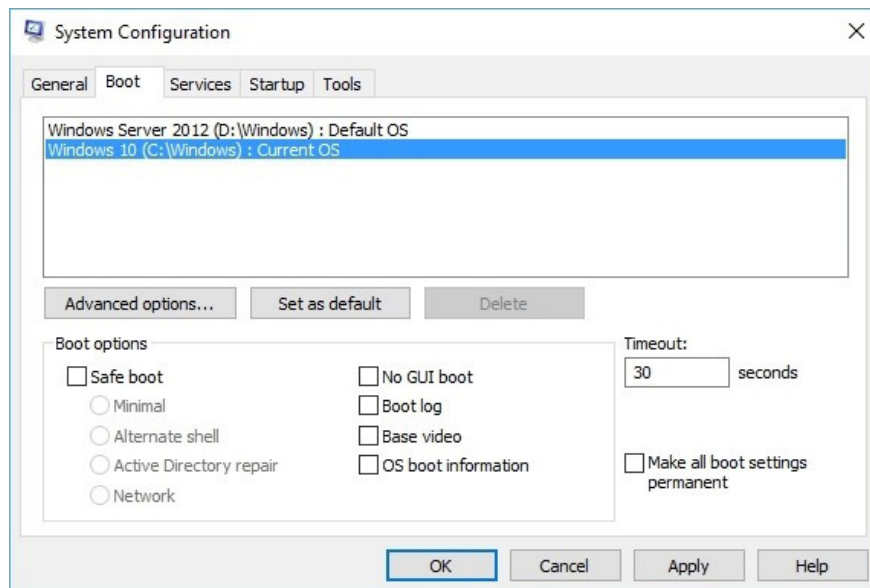 System Configuration
General Boot Services Startup Tools
Windows Server 2012 (D:\Windows) : Default OS
Windows 10 (C:\Windows) : Current OS
Advanced options... Set as default Delete
Boot options
Timeout:
Safe boot
No GUI boot
30 seconds
Minimal
Boot log
Alternate shell
Base video
Active Directory repair
OS boot information
Make all boot settings
permanent
Network
OK Cancel Apply Help